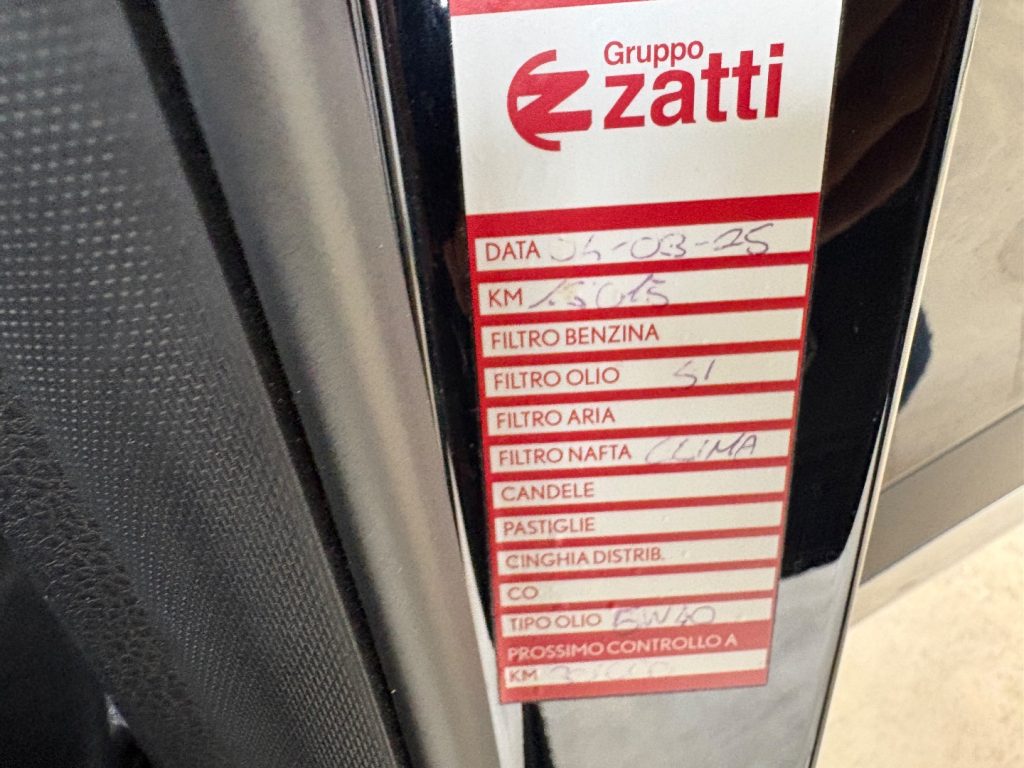 Gruppo
zatti
DATA 04-03-25
KM 15015
FILTRO BENZINA
FILTRO OLIO SI
FILTRO ARIA
FILTRO NAFTA CLIMA
CANDELE
PASTIGLIE
CINGHIA DISTRIB.
CO
TIPO OLIO 5W40
PROSSIMO CONTROLLO A
KM